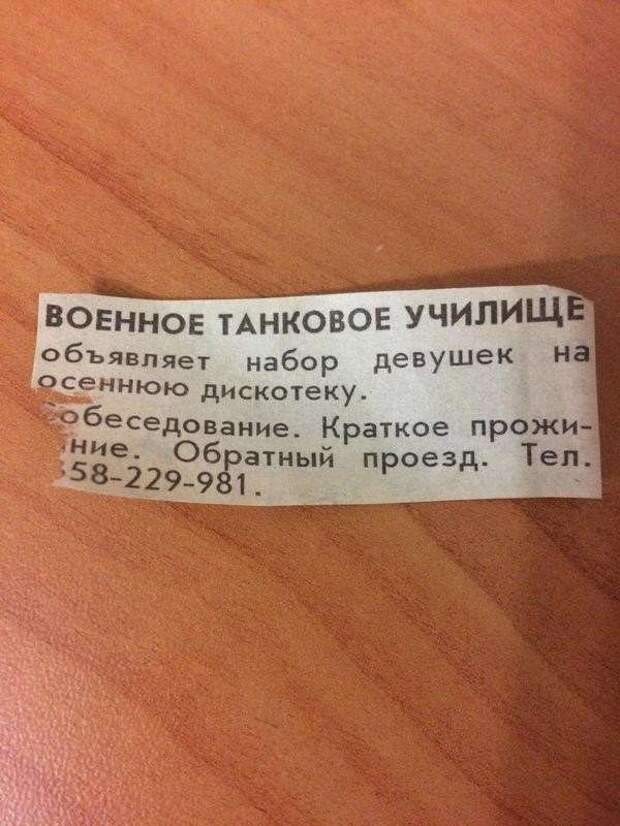 ВОЕННОЕ ТАНКОВОЕ УЧИЛИЩЕ
объявляет набор девушек на
осеннюю дискотеку.
обеседование. Краткое прожи-
ние. Обратный проезд. Тел.
58-229-981.